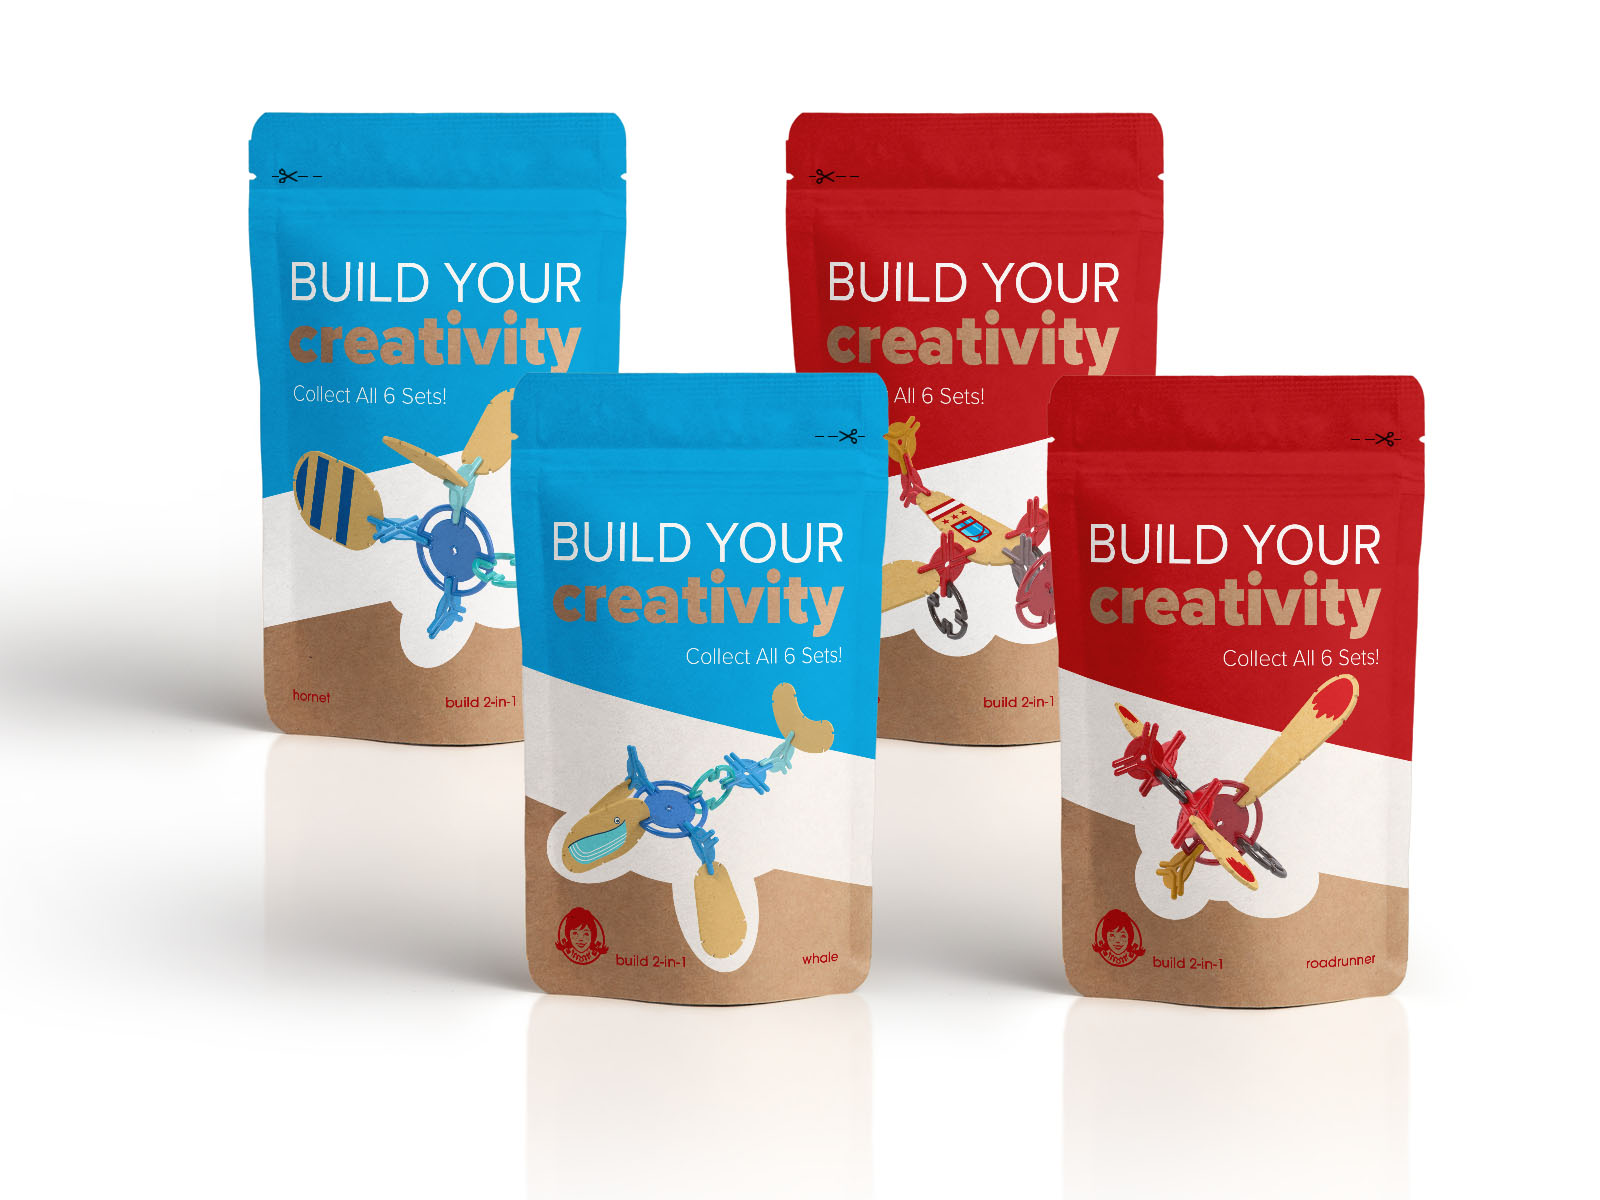 BUILD YOUR
creativity
Collect All 6 Sets!
hornet
build 2-in-1
BUILD YOUR
creativity
All 6 Sets!
build 2-in-1
BUILD YOUR
creativity
Collect All 6 Sets!
build 2-in-1
whale
BUILD YOUR
creativity
Collect All 6 Sets!
build 2-in-1
roadrunner